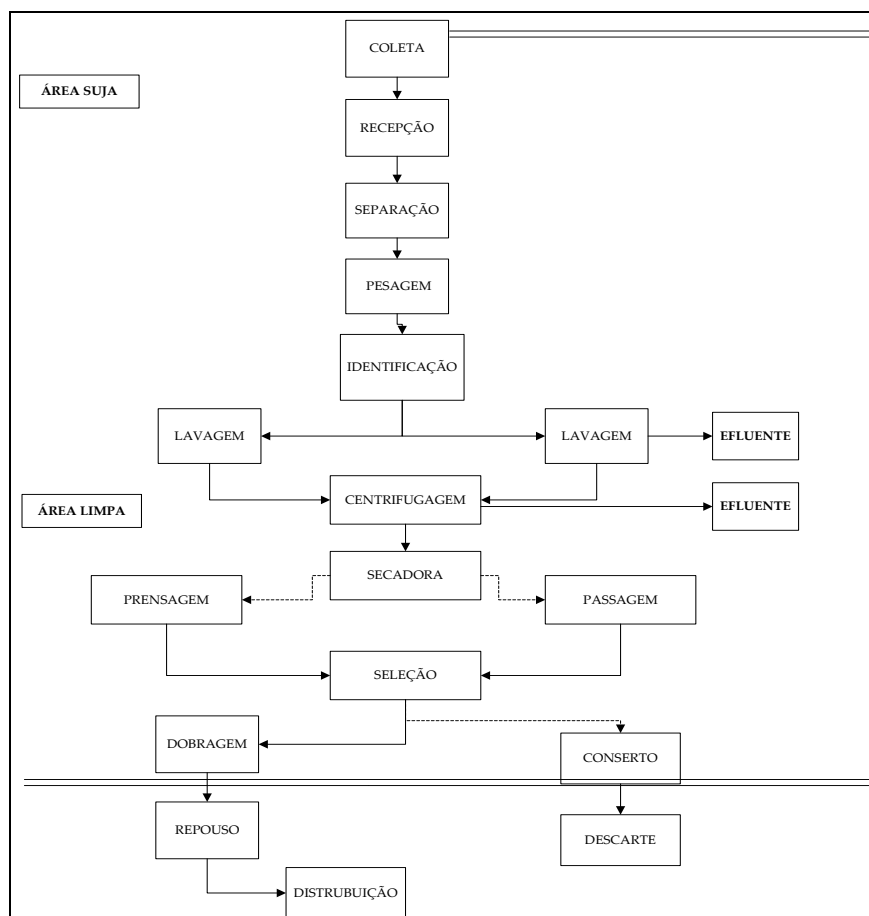 COLETA
ÁREA SUJA
RECEPÇÃO
SEPARAÇÃO
PESAGEM
IDENTIFICAÇÃO
LAVAGEM
LAVAGEM
EFLUENTE
CENTRIFUGAGEM
EFLUENTE
ÁREA LIMPA
SECADORA
PRENSAGEM
PASSAGEM
SELEÇÃO
DOBRAGEM
CONSERTO
REPOUSO
DESCARTE
DISTRUBUIÇÃO